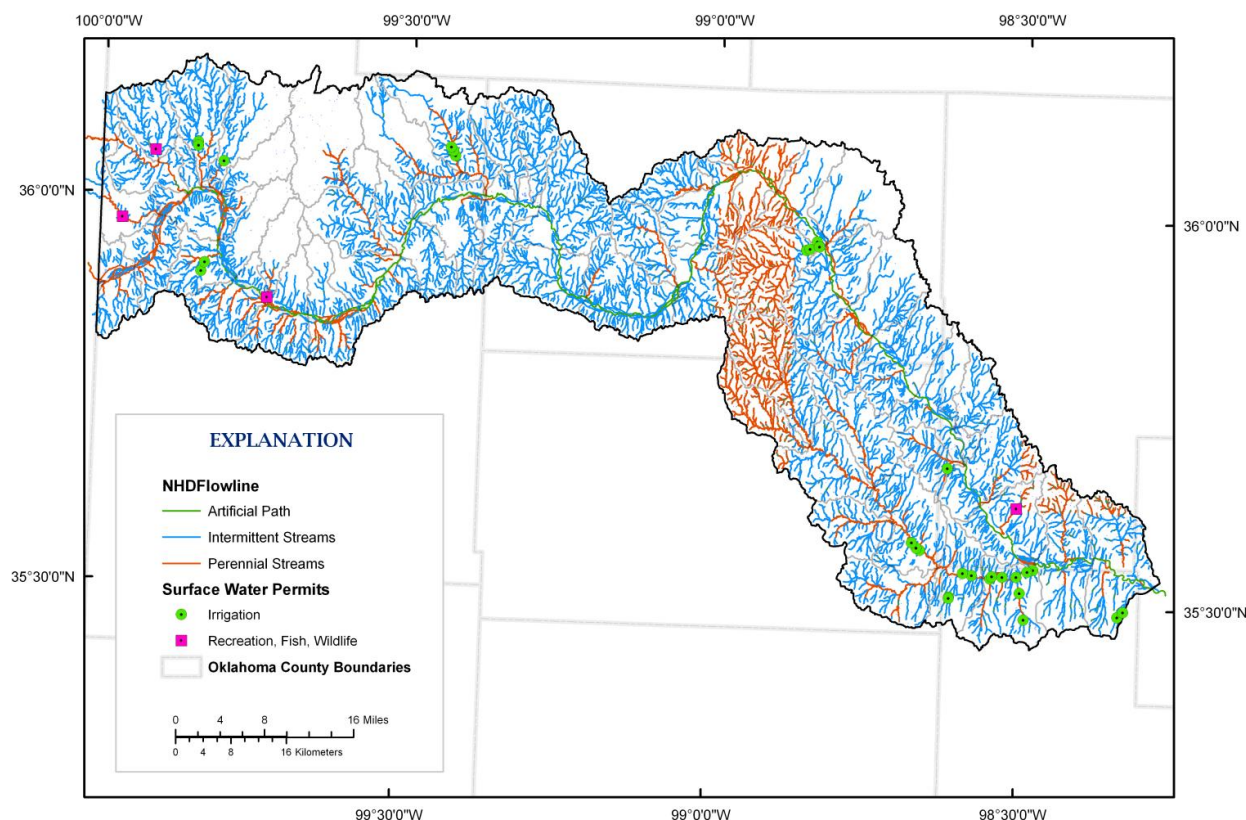 100°0'0"W 99°30'0"W 99°0'0"W 98°30'0"W
36°0'0"N
36°0'0"N
35°30'0"N
35°30'0"N
EXPLANATION
NHDFlowline
Artificial Path
Intermittent Streams
Perennial Streams
Surface Water Permits
Irrigation
Recreation, Fish, Wildlife
Oklahoma County Boundaries
0 4 8 16 Miles
0 4 8 16 Kilometers
99°30'0"W 99°0'0"W 98°30'0"W